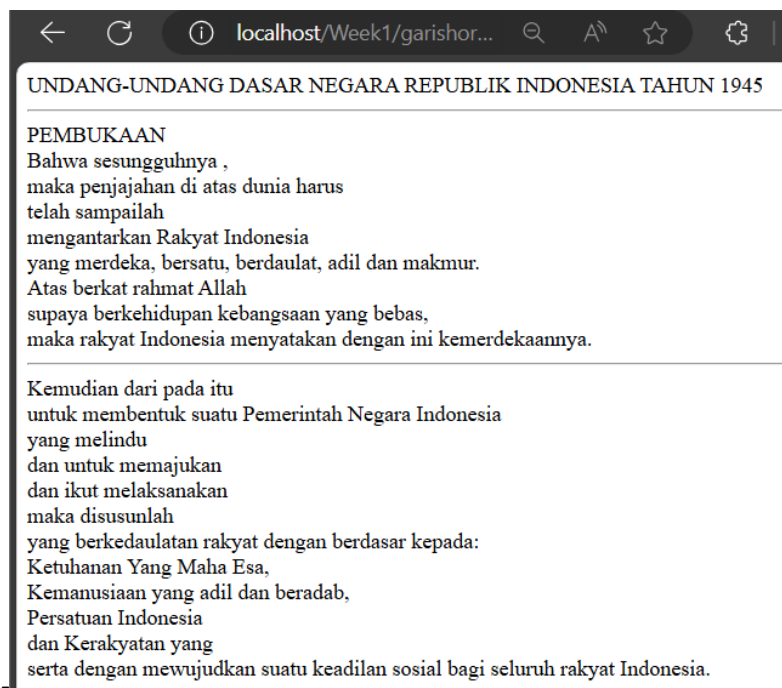 localhost/Week1/garishor...
UNDANG-UNDANG DASAR NEGARA REPUBLIK INDONESIA TAHUN 1945
PEMBUKAAN
Bahwa sesungguhnya ,
maka penjajahan di atas dunia harus
telah sampailah
mengantarkan Rakyat Indonesia
yang merdeka, bersatu, berdaulat, adil dan makmur.
Atas berkat rahmat Allah
supaya berkehidupan kebangsaan yang bebas,
maka rakyat Indonesia menyatakan dengan ini kemerdekaannya.
Kemudian dari pada itu
untuk membentuk suatu Pemerintah Negara Indonesia
yang melindu
dan untuk memajukan
dan ikut melaksanakan
maka disusunlah
yang berkedaulatan rakyat dengan berdasar kepada:
Ketuhanan Yang Maha Esa,
Kemanusiaan yang adil dan beradab,
Persatuan Indonesia
dan Kerakyatan yang
serta dengan mewujudkan suatu keadilan sosial bagi seluruh rakyat Indonesia.